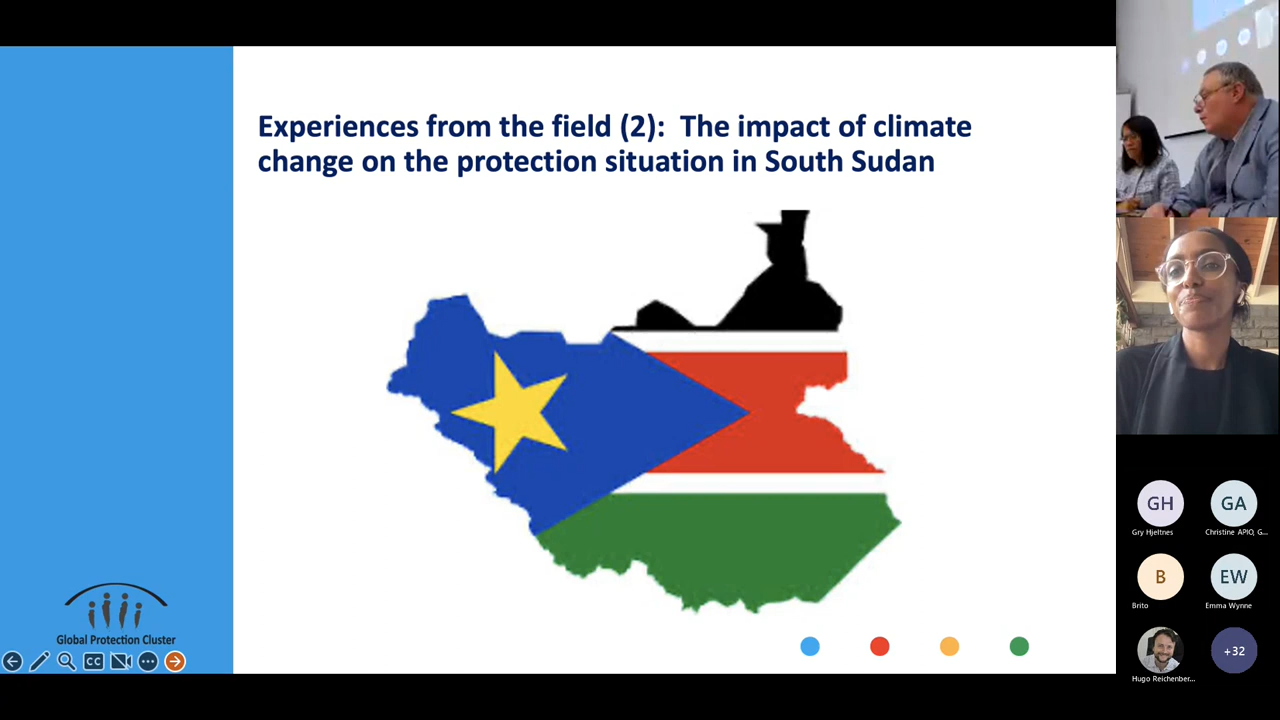 Experiences from the field (2):  The impact of climate
change on the protection situation in South Sudan
Global Protection Cluster
CC
GH
Gry Hjeltnes
GA
Christine APIO, G...
B
Brito
EW
Emma Wynne
Hugo Reichenber...
+32